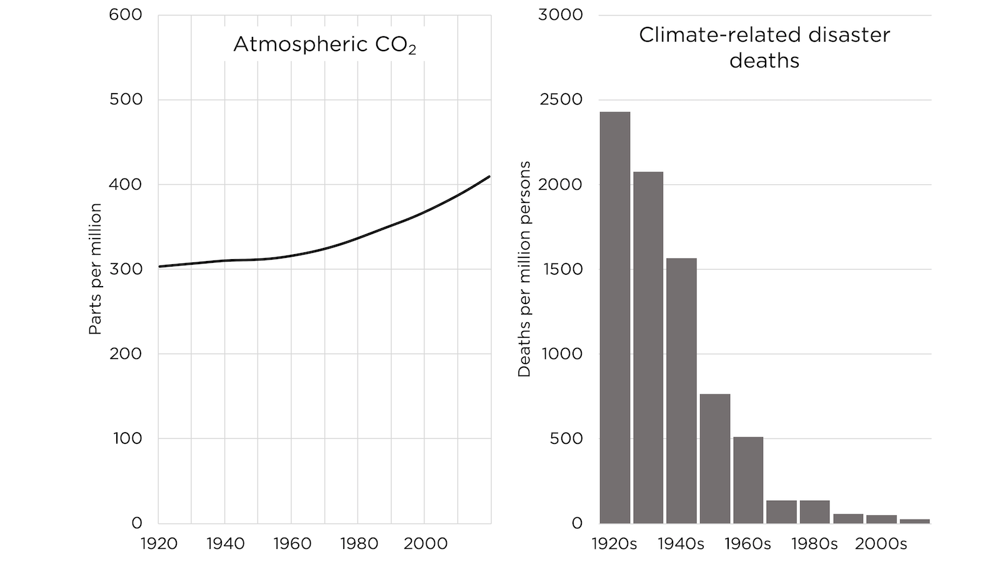 Atmospheric CO₂
Parts per million
600
500
400
300
200
100
0
1920 1940 1960 1980 2000
Climate-related disaster
deaths
Deaths per million persons
3000
2500
2000
1500
1000
500
0
1920s 1940s 1960s 1980s 2000s